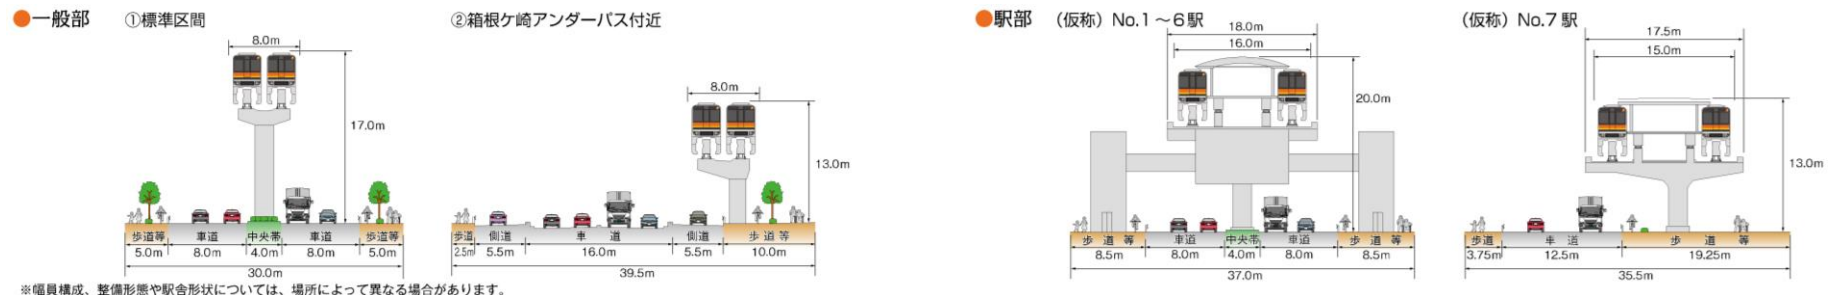 ●一般部 ①標準区間
8.0m
17.0m
歩道等 車道 中央帯 車道 歩道等
5.0m 8.0m 4.0m 8.0m 5.0m
30.0m
②箱根ケ崎アンダーパス付近
8.0m
13.0m
歩道 側道 車道 側道 歩道等
2.5m 5.5m 16.0m 5.5m 10.0m
39.5m
●駅部 (仮称) No.1〜6駅
18.0m
16.0m
20.0m
歩道等 車道 中央帯 車道 歩道等
8.5m 8.0m 4.0m 8.0m 8.5m
37.0m
(仮称) No.7駅
17.5m
15.0m
13.0m
歩道 車道 歩道等
3.75m 12.5m 19.25m
35.5m
※幅員構成、整備形態や駅舎形状については、場所によって異なる場合があります。